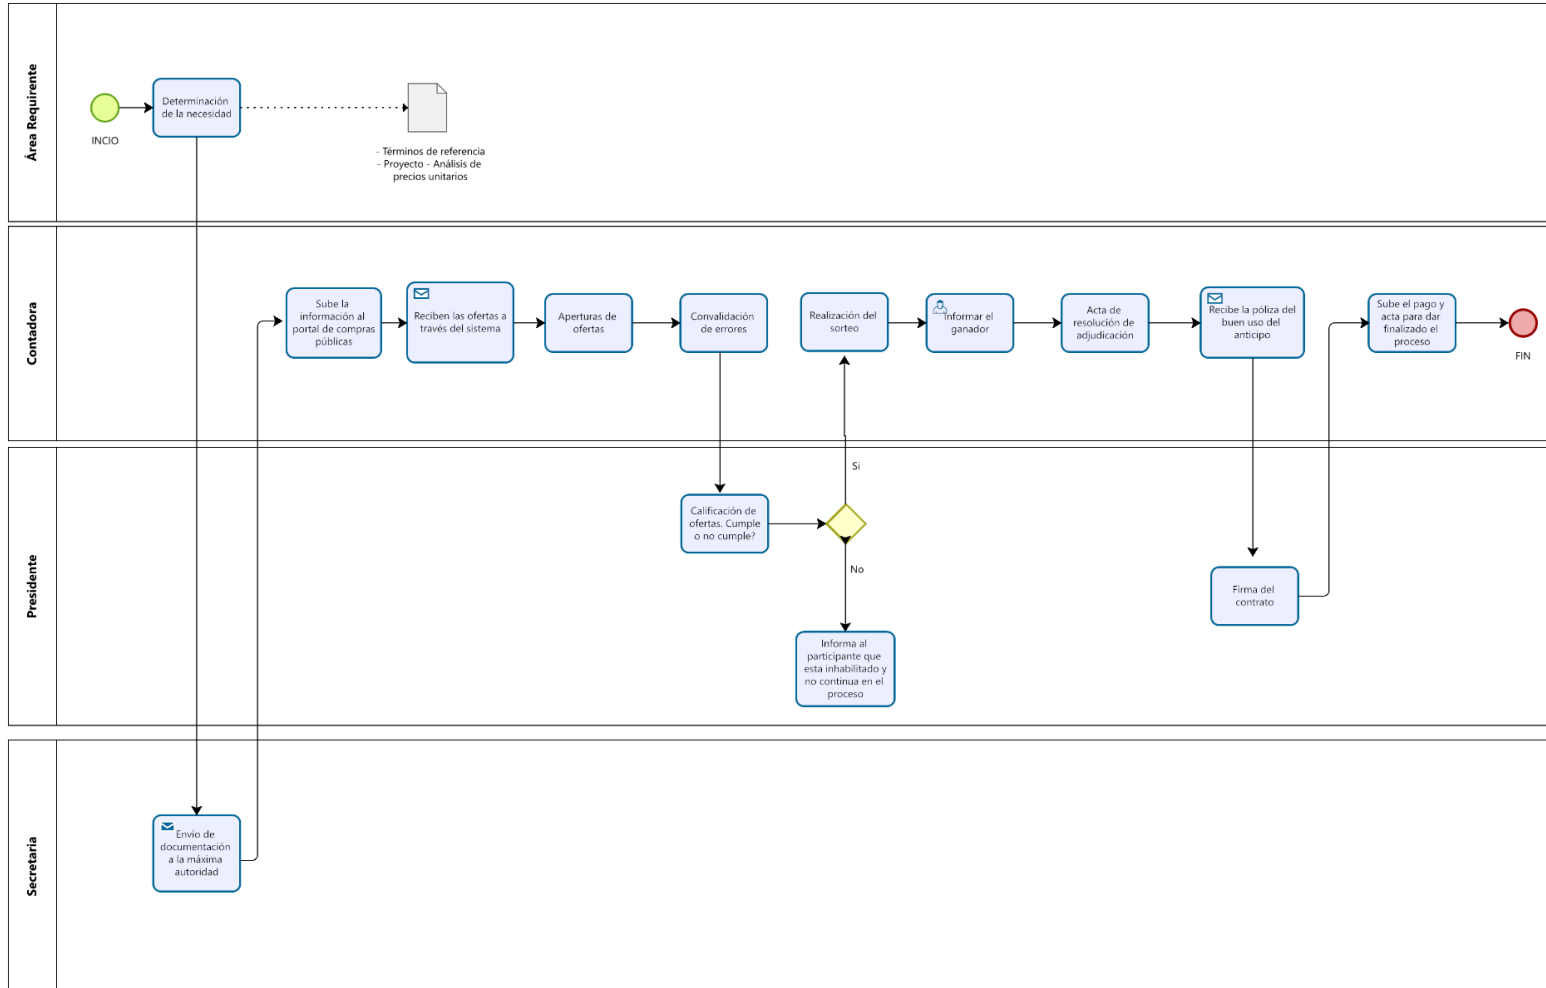 Área Requirente
INCIO
Determinación
de la necesidad
- Términos de referencia
- Proyecto - Análisis de
precios unitarios
Contadora
Sube la
información al
portal de compras
públicas
Reciben las ofertas a
través del sistema
Aperturas de
ofertas
Convalidación
de errores
Realización del
sorteo
Informar el
ganador
Acta de
resolución de
adjudicación
Recibe la póliza del
buen uso del
anticipo
Sube el pago y
acta para dar
finalizado el
proceso
FIN
Presidente
Calificación de
ofertas. Cumple
o no cumple?
Si
No
Informa al
participante que
esta inhabilitado y
no continua en el
proceso
Firma del
contrato
Secretaria
Envío de
documentación
a la máxima
autoridad